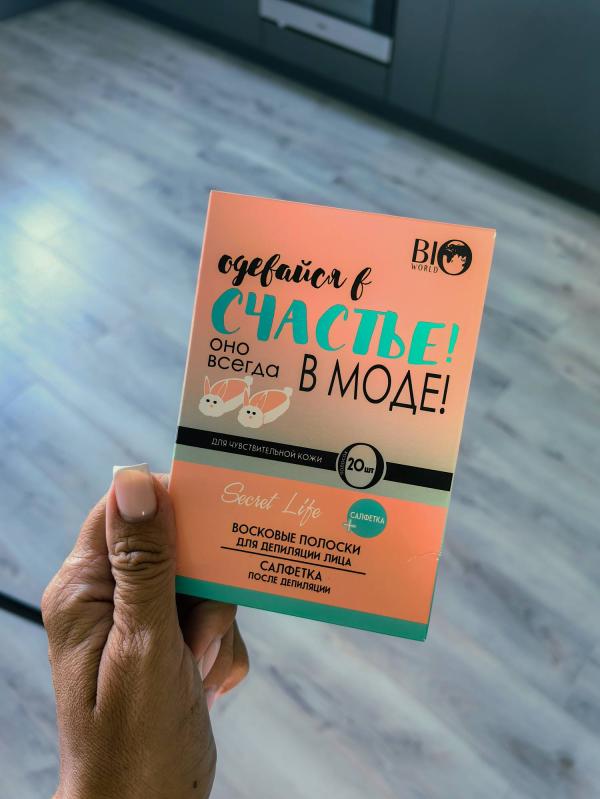 BIO
WORLD
одевайся в
СЧАСТЬЕ!
оно
всегда
В МОДЕ!
ДЛЯ ЧУВСТВИТЕЛЬНОЙ КОЖИ
20 шт
Secret Life
+ САЛФЕТКА
ВОСКОВЫЕ ПОЛОСКИ
ДЛЯ ДЕПИЛЯЦИИ ЛИЦА
САЛФЕТКА
ПОСЛЕ ДЕПИЛЯЦИИ